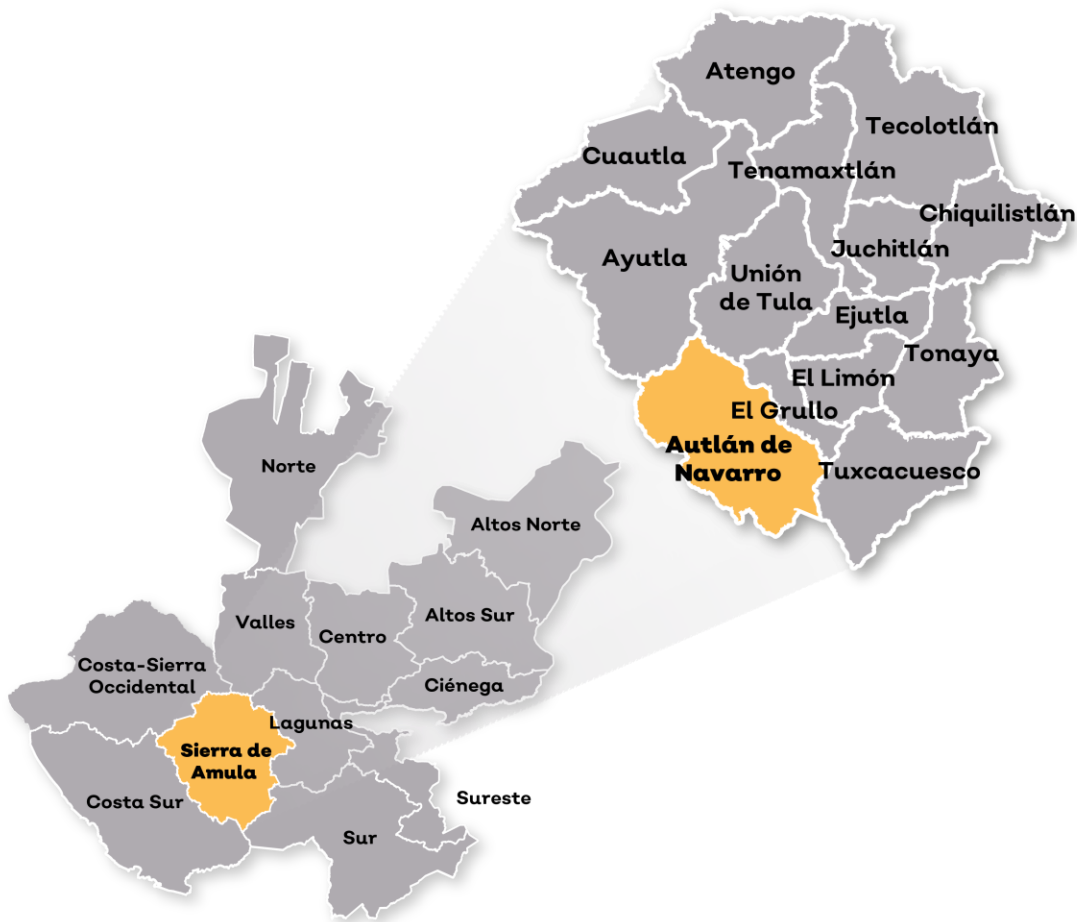 Atengo
Tecolotlán
Cuautla
Tenamaxtlán
Chiquilistlán
Juchitlán
Ayutla
Unión
de Tula
Ejutla
Tonaya
El Limón
El Grullo
Autlán de
Navarro
Tuxcacuesco
Norte
Altos Norte
Valles
Centro
Altos Sur
Costa-Sierra
Occidental
Ciénega
Lagunas
Sierra de
Amula
Costa Sur
Sureste
Sur